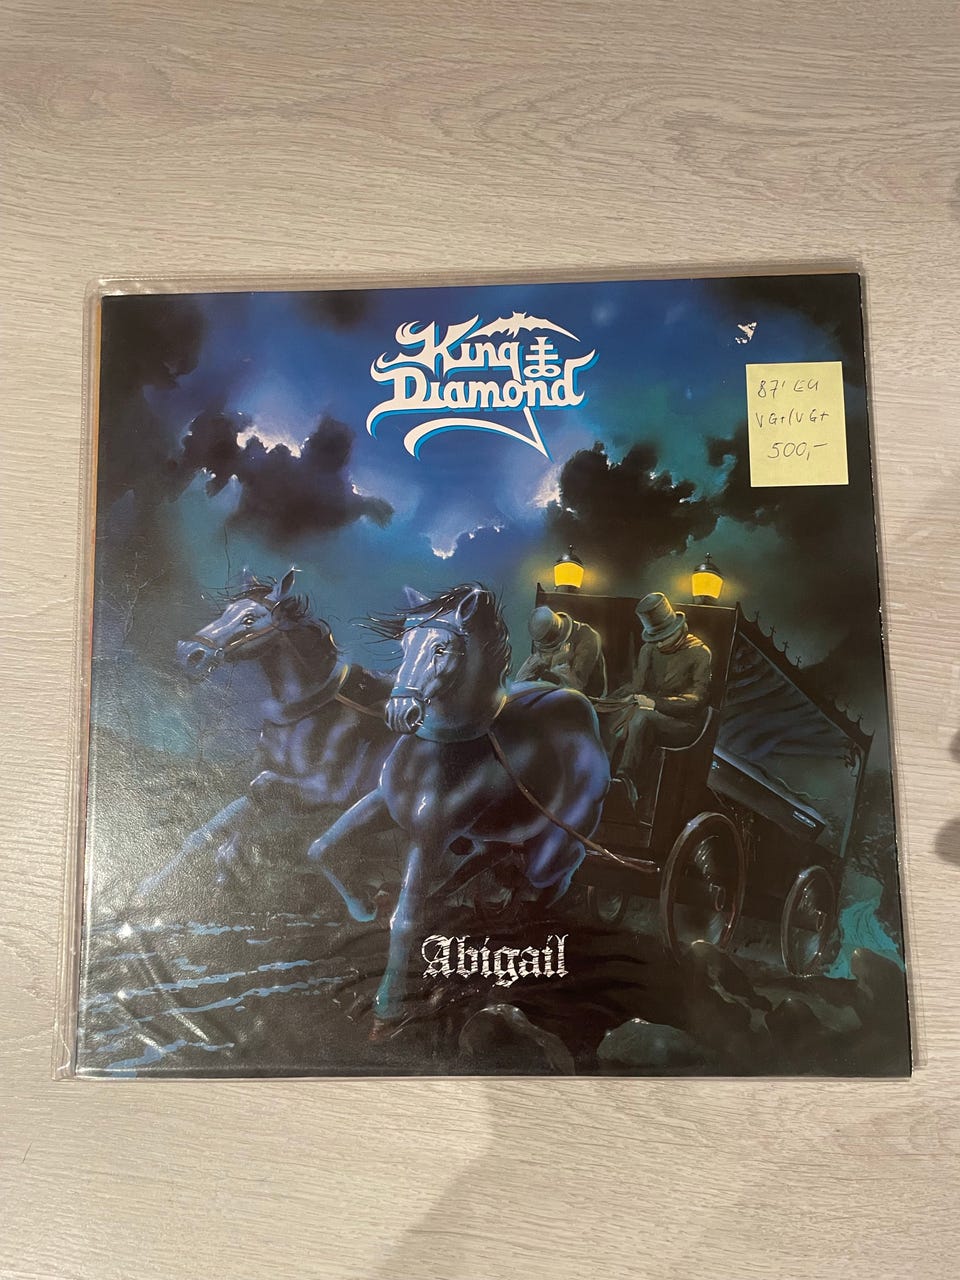 King
Diamond
87' EU
VG+/VG+
500,-
Abigail